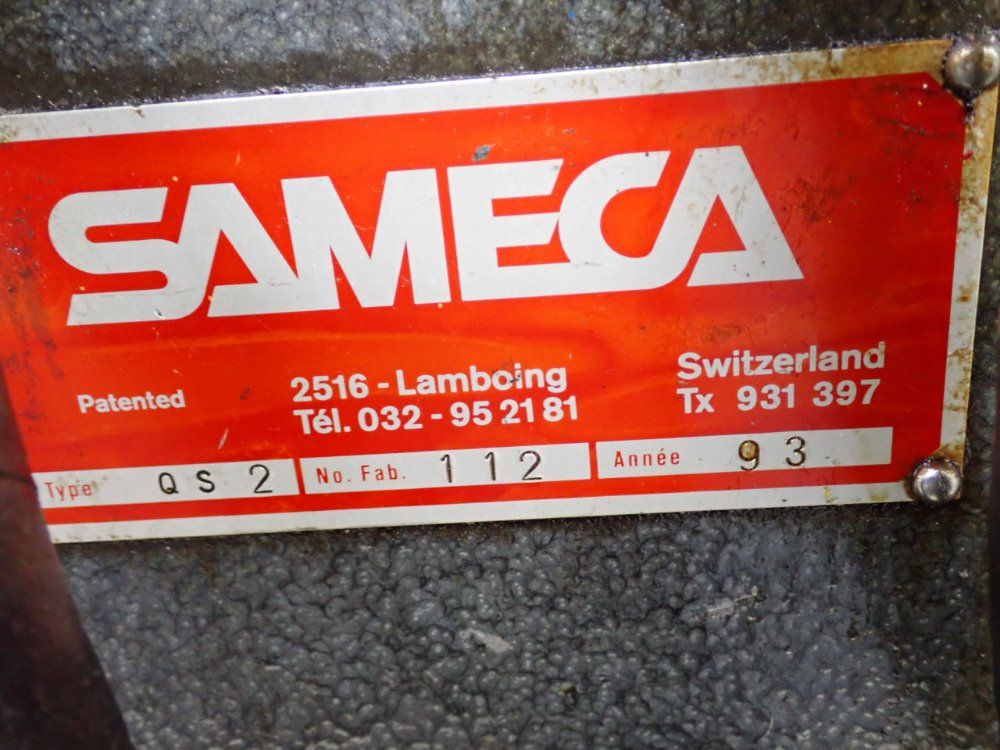 SAMECA
Patented 2516 - Lamboing Switzerland
Tél. 032 - 95 21 81 Tx 931 397
Type QS 2 No. Fab. 112 Année 93